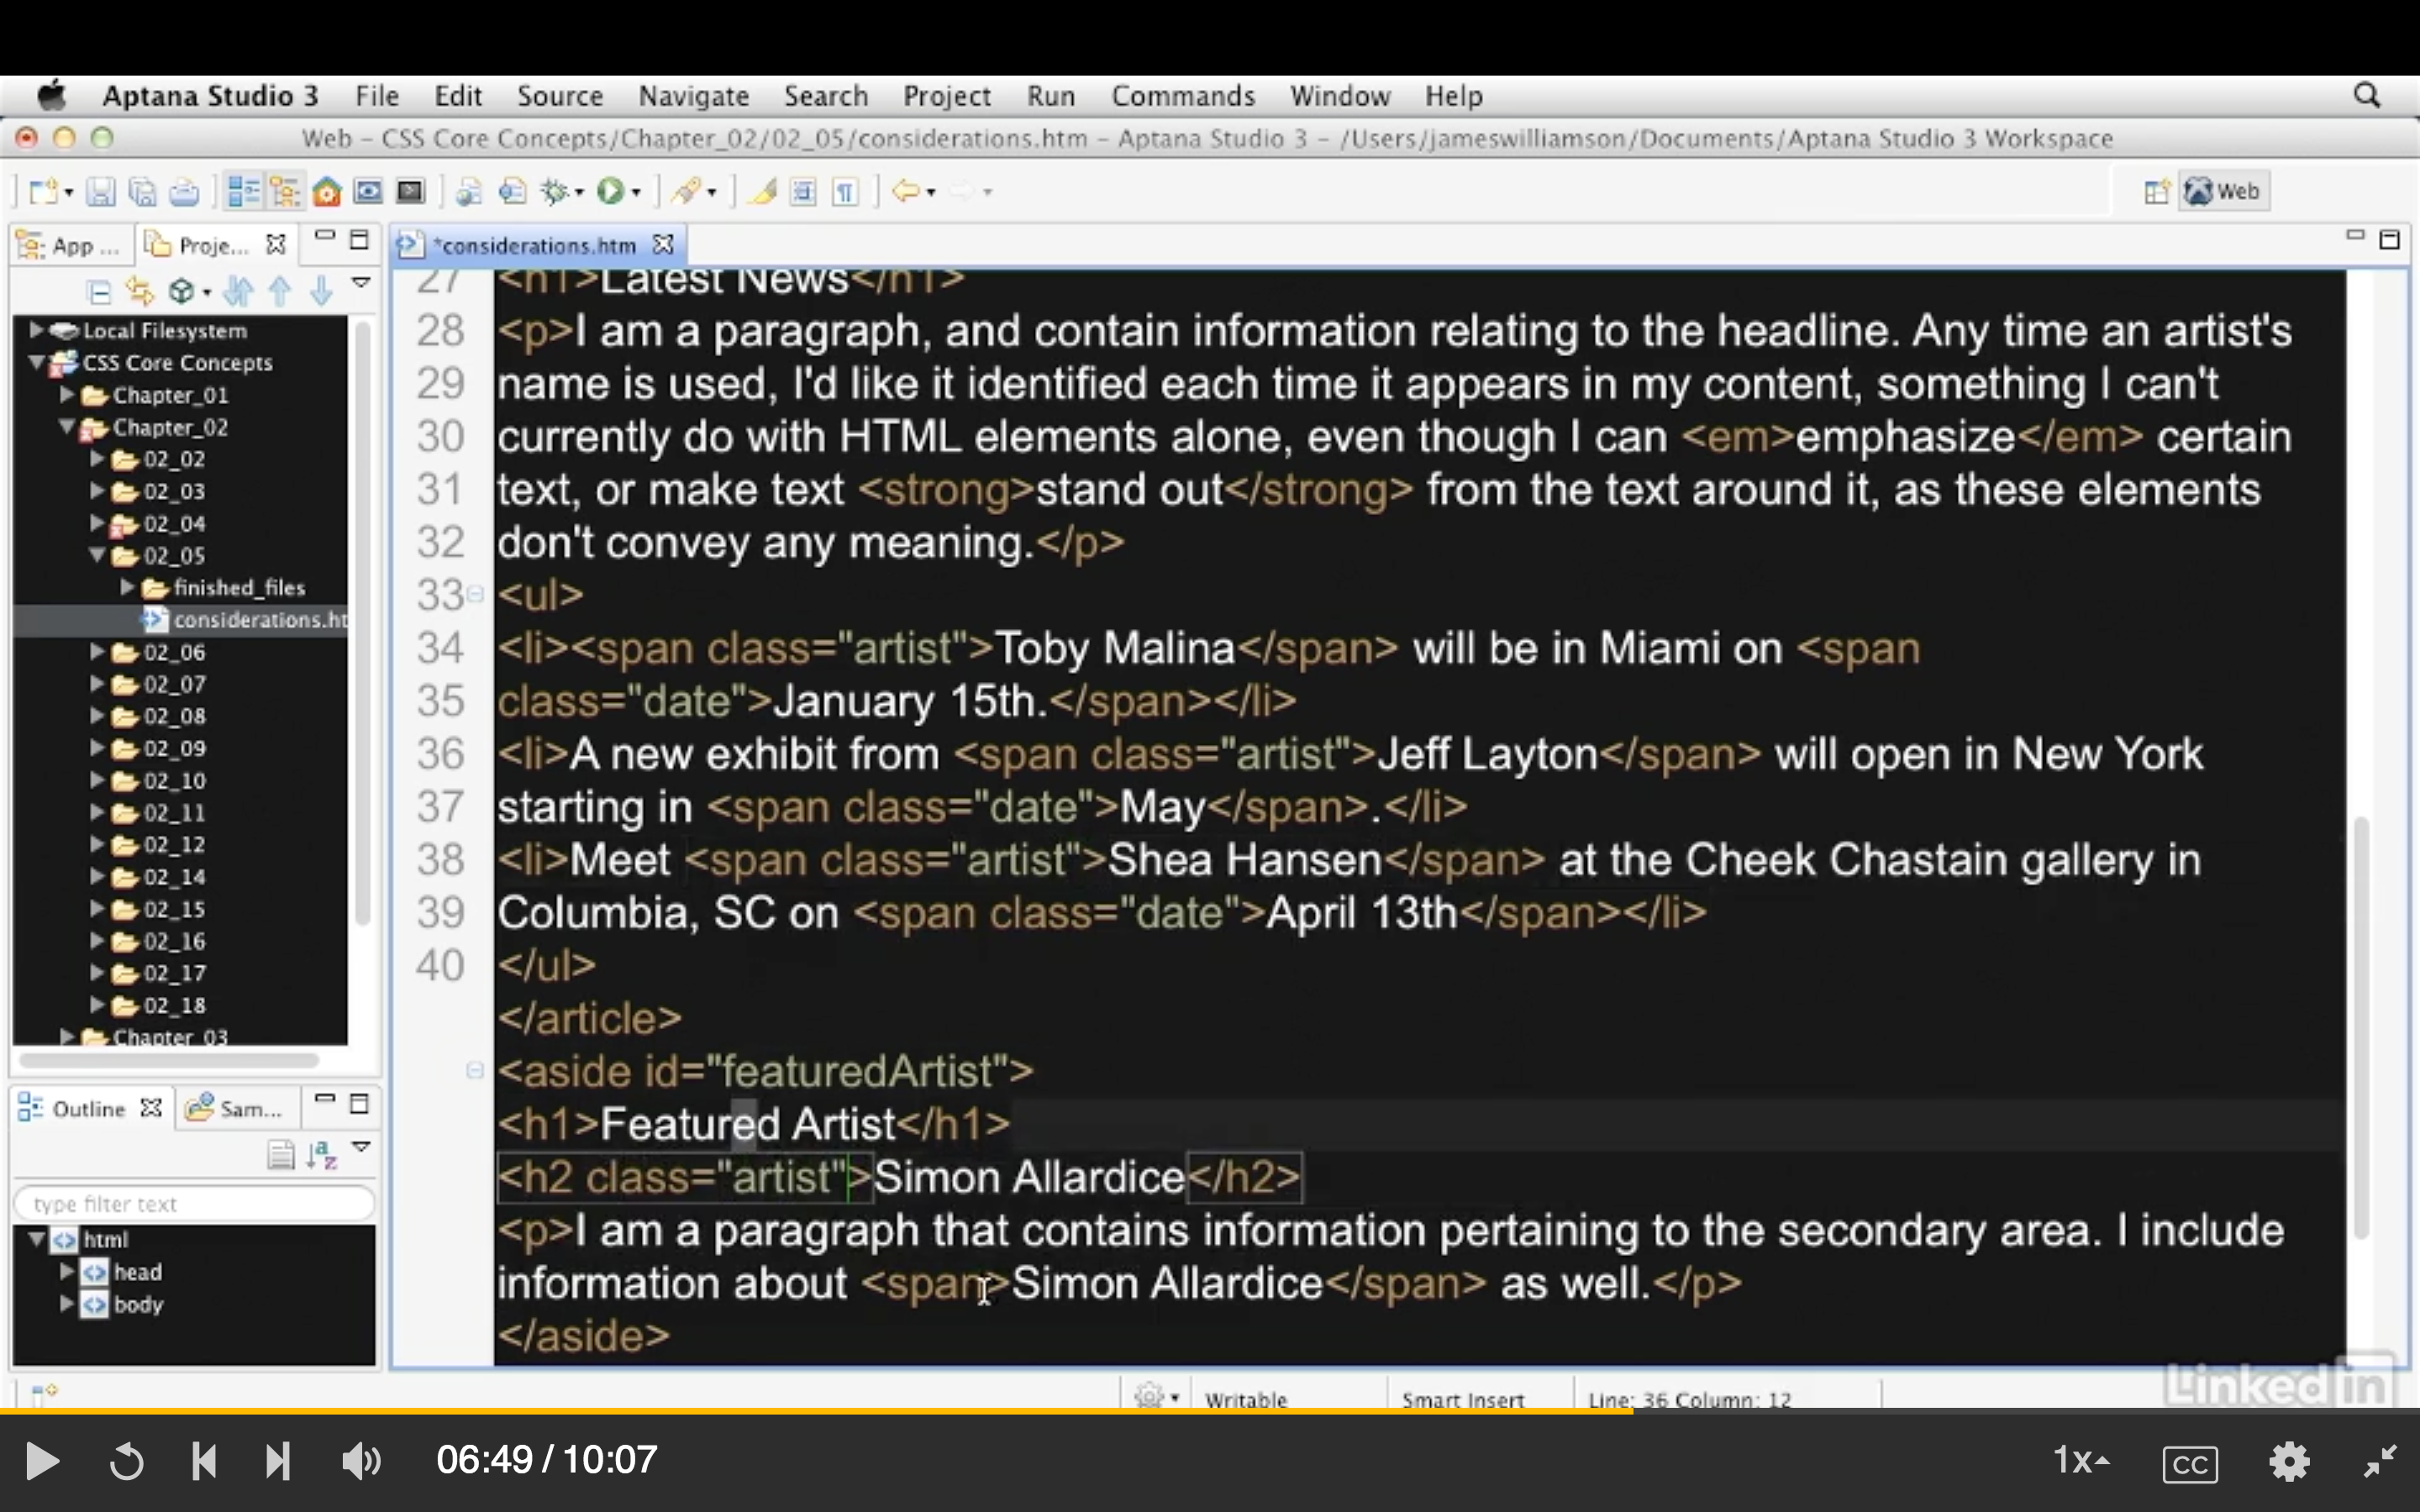 Aptana Studio 3 File Edit Source Navigate Search Project Run Commands Window Help
Web – CSS Core Concepts/Chapter_02/02_05/considerations.htm – Aptana Studio 3 – /Users/jameswilliamson/Documents/Aptana Studio 3 Workspace
Web
App ...
Proje...
Local Filesystem
CSS Core Concepts
Chapter_01
Chapter_02
02_02
02_03
02_04
02_05
finished_files
considerations.ht
02_06
02_07
02_08
02_09
02_10
02_11
02_12
02_14
02_15
02_16
02_17
02_18
Chapter_03
Outline
Sam...
type filter text
html
head
body
*considerations.htm
27 <h1>Latest News</h1>
28 <p>I am a paragraph, and contain information relating to the headline. Any time an artist's
29 name is used, I'd like it identified each time it appears in my content, something I can't
30 currently do with HTML elements alone, even though I can <em>emphasize</em> certain
31 text, or make text <strong>stand out</strong> from the text around it, as these elements
32 don't convey any meaning.</p>
33 <ul>
34 <li><span class="artist">Toby Malina</span> will be in Miami on <span
35 class="date">January 15th.</span></li>
36 <li>A new exhibit from <span class="artist">Jeff Layton</span> will open in New York
37 starting in <span class="date">May</span>.</li>
38 <li>Meet <span class="artist">Shea Hansen</span> at the Cheek Chastain gallery in
39 Columbia, SC on <span class="date">April 13th</span></li>
40 </ul>
</article>
<aside id="featuredArtist">
<h1>Featured Artist</h1>
<h2 class="artist">Simon Allardice</h2>
<p>I am a paragraph that contains information pertaining to the secondary area. I include
information about <span>Simon Allardice</span> as well.</p>
</aside>
Writable
Smart Insert
Line: 36 Column: 12
Linked in
06:49 / 10:07
1x
CC